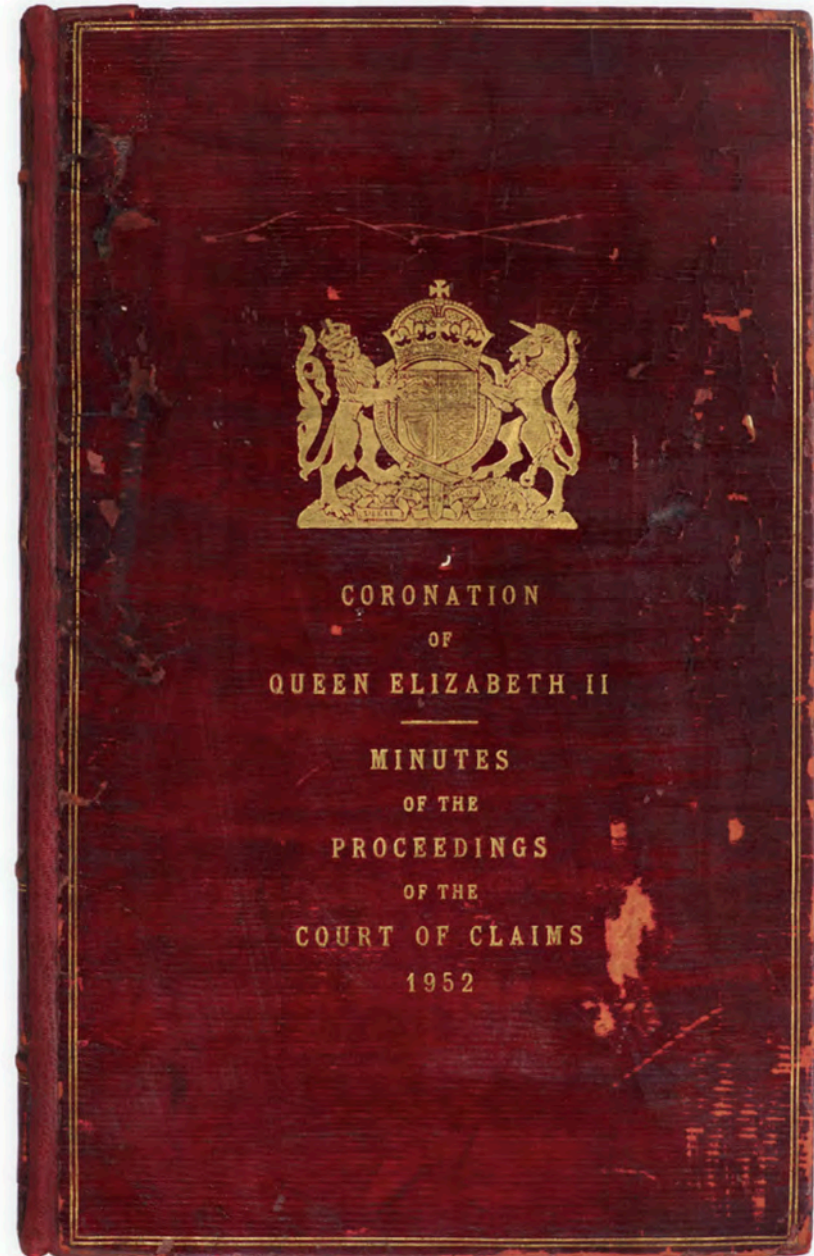 CORONATION
OF
QUEEN ELIZABETH II
MINUTES
OF THE
PROCEEDINGS
OF THE
COURT OF CLAIMS
1952